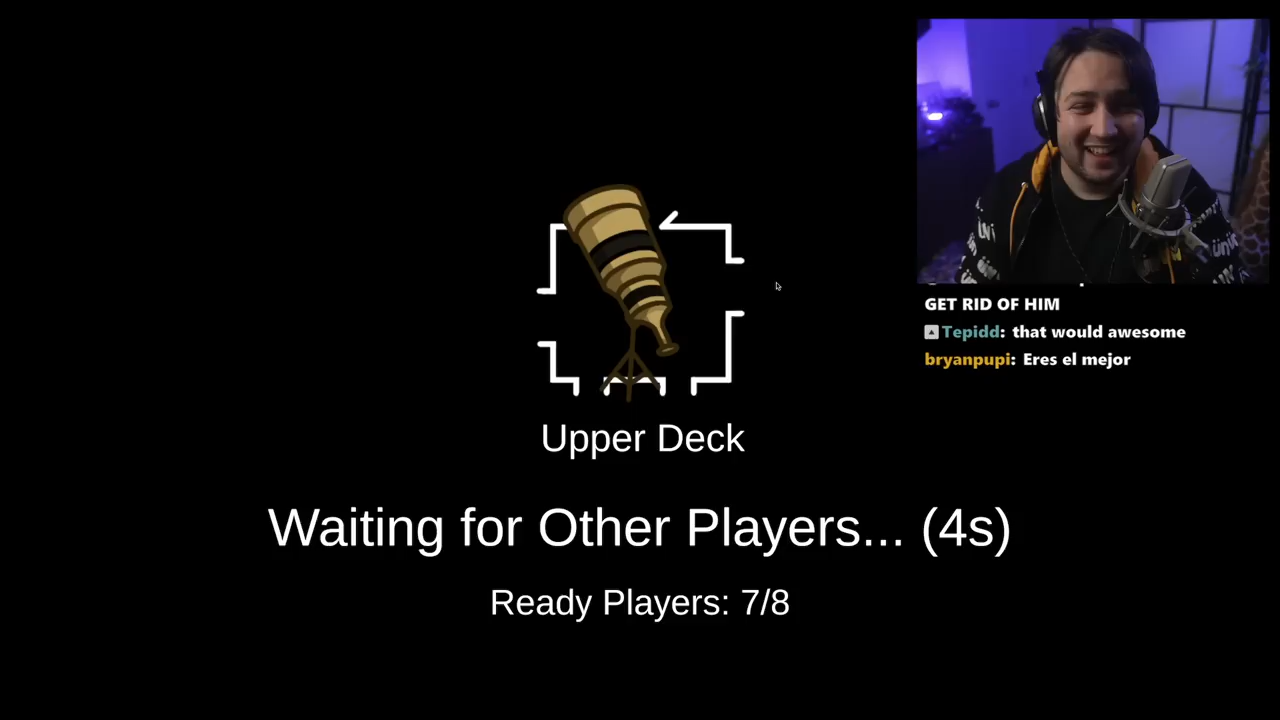 GET RID OF HIM
Tepidd: that would awesome
bryanpupi: Eres el mejor
Upper Deck
Waiting for Other Players... (4s)
Ready Players: 7/8